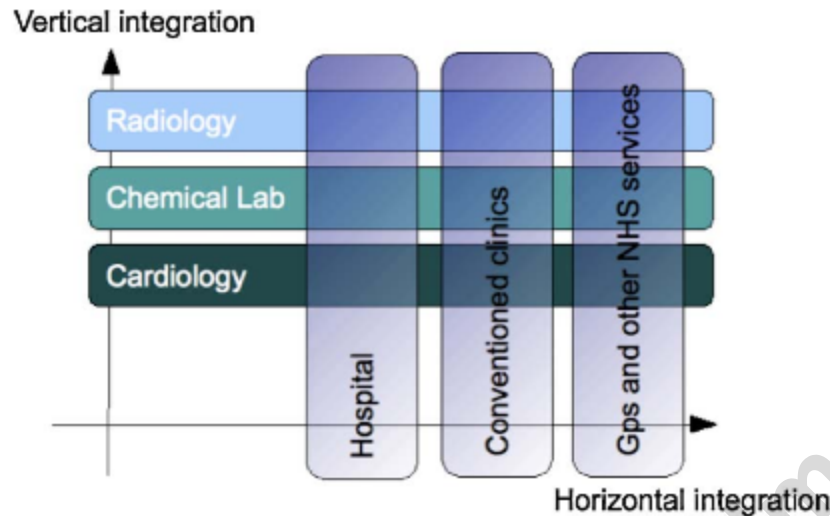 Vertical integration
Radiology
Chemical Lab
Cardiology
Hospital
Conventioned clinics
Gps and other NHS services
Horizontal integration